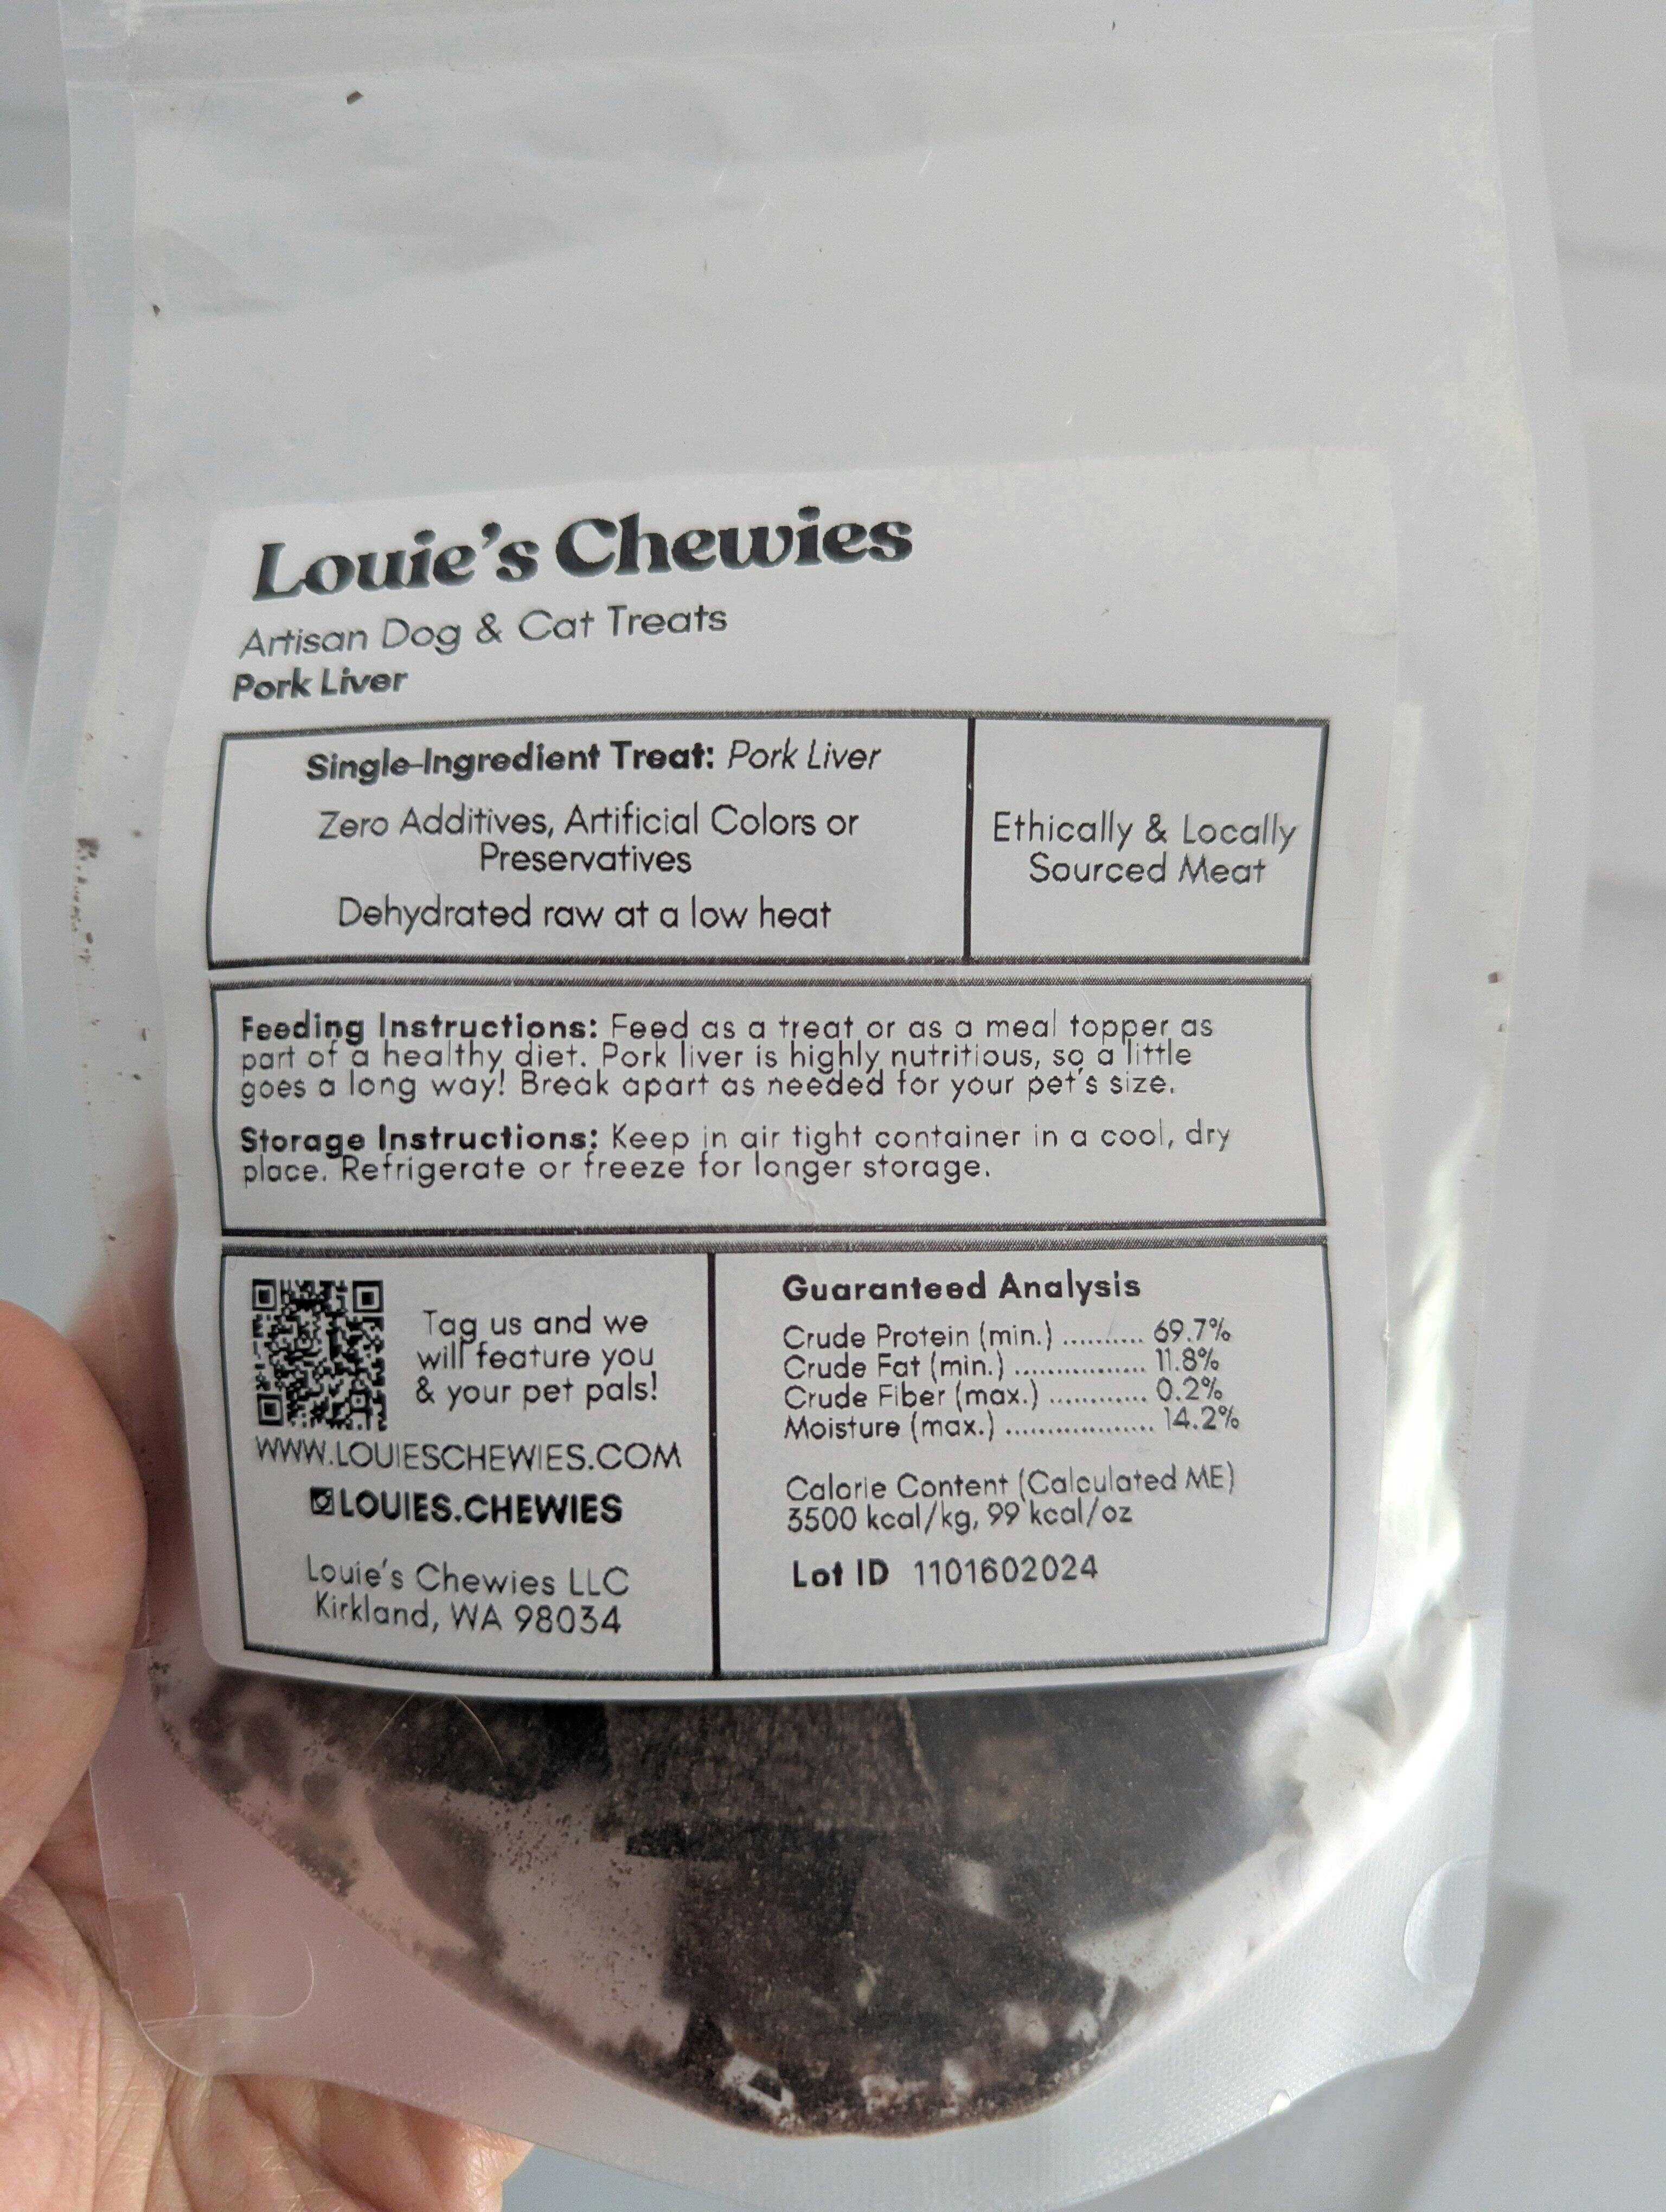 Louie's Chewies
Artisan Dog & Cat Treats
Pork Liver
Single-Ingredient Treat: Pork Liver
Zero Additives, Artificial Colors or
Preservatives
Dehydrated raw at a low heat
Ethically & Locally
Sourced Meat
Feeding Instructions: Feed as a treat or as a meal topper as
part of a healthy diet. Pork liver is highly nutritious, so a little
goes a long way! Break apart as needed for your pet's size.
Storage Instructions: Keep in air tight container in a cool, dry
place. Refrigerate or freeze for longer storage.
Tag us and we
will feature you
& your pet pals!
WWW.LOUIESCHEWIES.COM
LOUIES.CHEWIES
Louie's Chewies LLC
Kirkland, WA 98034
Guaranteed Analysis
Crude Protein (min.) .......... 69.7%
Crude Fat (min.) ................ 11.8%
Crude Fiber (max.) ............ 0.2%
Moisture (max.) .................. 14.2%
Calorie Content (Calculated ME)
3500 kcal/kg, 99 kcal/oz
Lot ID 1101602024